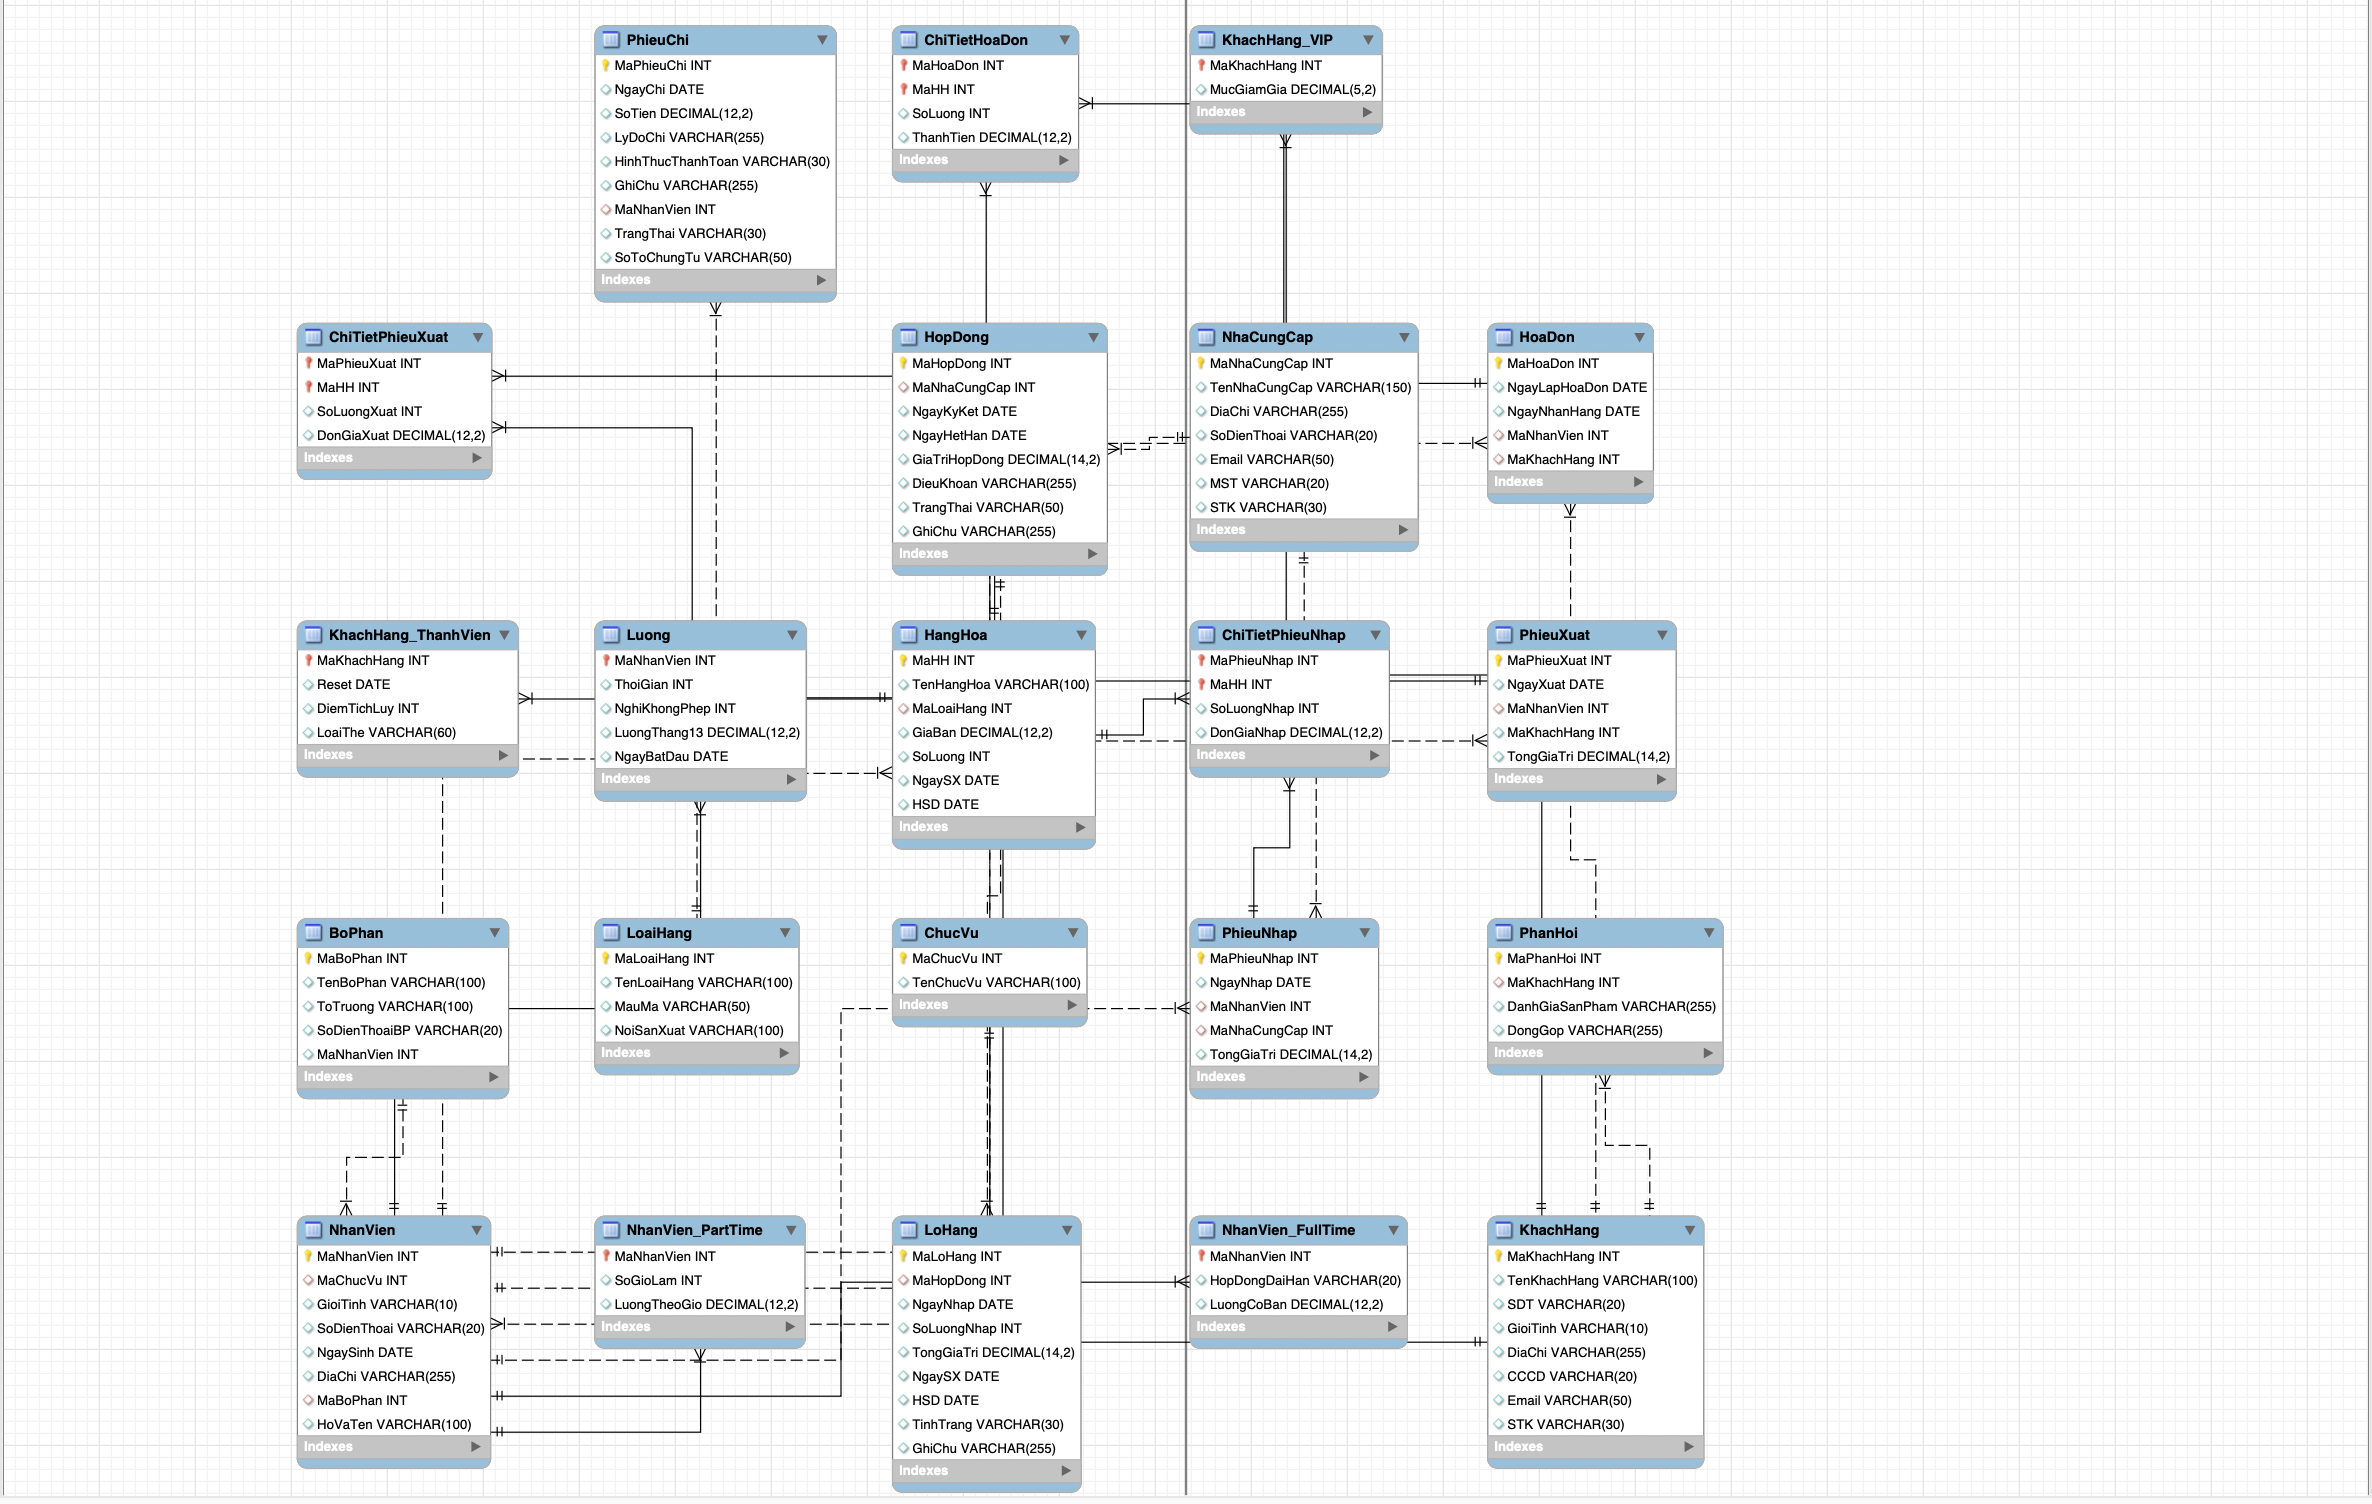 PhieuChi
MaPhieuChi INT
NgayChi DATE
SoTien DECIMAL(12,2)
LyDoChi VARCHAR(255)
HinhThucThanhToan VARCHAR(30)
GhiChu VARCHAR(255)
MaNhanVien INT
TrangThai VARCHAR(30)
SoToChungTu VARCHAR(50)
Indexes
ChiTietHoaDon
MaHoaDon INT
MaHH INT
SoLuong INT
ThanhTien DECIMAL(12,2)
Indexes
KhachHang_VIP
MaKhachHang INT
MucGiamGia DECIMAL(5,2)
Indexes
ChiTietPhieuXuat
MaPhieuXuat INT
MaHH INT
SoLuongXuat INT
DonGiaXuat DECIMAL(12,2)
Indexes
HopDong
MaHopDong INT
MaNhaCungCap INT
NgayKyKet DATE
NgayHetHan DATE
GiaTriHopDong DECIMAL(14,2)
DieuKhoan VARCHAR(255)
TrangThai VARCHAR(50)
GhiChu VARCHAR(255)
Indexes
NhaCungCap
MaNhaCungCap INT
TenNhaCungCap VARCHAR(150)
DiaChi VARCHAR(255)
SoDienThoai VARCHAR(20)
Email VARCHAR(50)
MST VARCHAR(20)
STK VARCHAR(30)
Indexes
HoaDon
MaHoaDon INT
NgayLapHoaDon DATE
NgayNhanHang DATE
MaNhanVien INT
MaKhachHang INT
Indexes
KhachHang_ThanhVien
MaKhachHang INT
Reset DATE
DiemTichLuy INT
LoaiThe VARCHAR(60)
Indexes
Luong
MaNhanVien INT
ThoiGian INT
NghiKhongPhep INT
LuongThang13 DECIMAL(12,2)
NgayBatDau DATE
Indexes
HangHoa
MaHH INT
TenHangHoa VARCHAR(100)
MaLoaiHang INT
GiaBan DECIMAL(12,2)
SoLuong INT
NgaySX DATE
HSD DATE
Indexes
ChiTietPhieuNhap
MaPhieuNhap INT
MaHH INT
SoLuongNhap INT
DonGiaNhap DECIMAL(12,2)
Indexes
PhieuXuat
MaPhieuXuat INT
NgayXuat DATE
MaNhanVien INT
MaKhachHang INT
TongGiaTri DECIMAL(14,2)
Indexes
BoPhan
MaBoPhan INT
TenBoPhan VARCHAR(100)
ToTruong VARCHAR(100)
SoDienThoaiBP VARCHAR(20)
MaNhanVien INT
Indexes
LoaiHang
MaLoaiHang INT
TenLoaiHang VARCHAR(100)
MauMa VARCHAR(50)
NoiSanXuat VARCHAR(100)
Indexes
ChucVu
MaChucVu INT
TenChucVu VARCHAR(100)
Indexes
PhieuNhap
MaPhieuNhap INT
NgayNhap DATE
MaNhanVien INT
MaNhaCungCap INT
TongGiaTri DECIMAL(14,2)
Indexes
PhanHoi
MaPhanHoi INT
MaKhachHang INT
DanhGiaSanPham VARCHAR(255)
DongGop VARCHAR(255)
Indexes
NhanVien
MaNhanVien INT
MaChucVu INT
GioiTinh VARCHAR(10)
SoDienThoai VARCHAR(20)
NgaySinh DATE
DiaChi VARCHAR(255)
MaBoPhan INT
HoVaTen VARCHAR(100)
Indexes
NhanVien_PartTime
MaNhanVien INT
SoGioLam INT
LuongTheoGio DECIMAL(12,2)
Indexes
LoHang
MaLoHang INT
MaHopDong INT
NgayNhap DATE
SoLuongNhap INT
TongGiaTri DECIMAL(14,2)
NgaySX DATE
HSD DATE
TinhTrang VARCHAR(30)
GhiChu VARCHAR(255)
Indexes
NhanVien_FullTime
MaNhanVien INT
HopDongDaiHan VARCHAR(20)
LuongCoBan DECIMAL(12,2)
Indexes
KhachHang
MaKhachHang INT
TenKhachHang VARCHAR(100)
SDT VARCHAR(20)
GioiTinh VARCHAR(10)
DiaChi VARCHAR(255)
CCCD VARCHAR(20)
Email VARCHAR(50)
STK VARCHAR(30)
Indexes